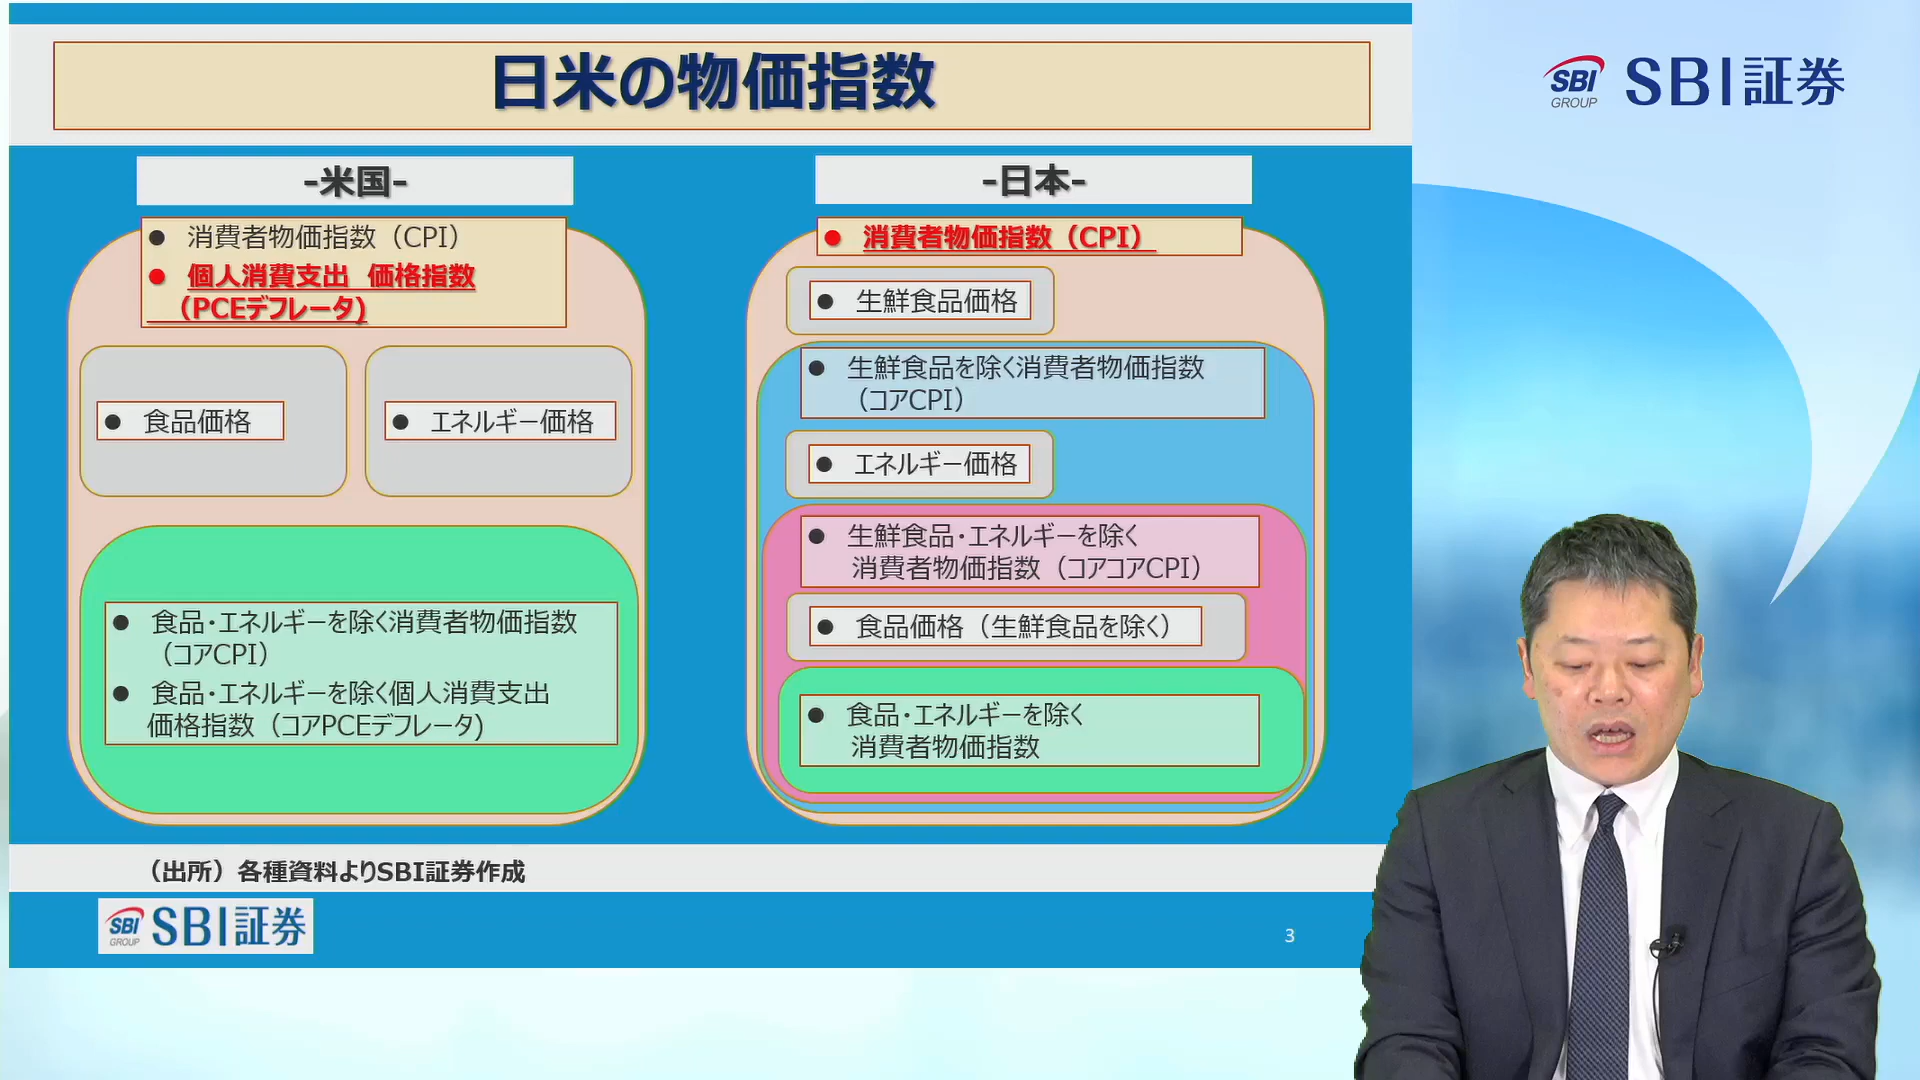 日米の物価指数
SBI GROUP SBI証券
-米国-
● 消費者物価指数（CPI）
● 個人消費支出　価格指数
（PCEデフレータ)
● 食品価格
● エネルギー価格
● 食品・エネルギーを除く消費者物価指数
（コアCPI）
● 食品・エネルギーを除く個人消費支出
価格指数（コアPCEデフレータ)
-日本-
● 消費者物価指数（CPI）
● 生鮮食品価格
● 生鮮食品を除く消費者物価指数
（コアCPI）
● エネルギー価格
● 生鮮食品・エネルギーを除く
消費者物価指数（コアコアCPI）
● 食品価格（生鮮食品を除く）
● 食品・エネルギーを除く
消費者物価指数
（出所）各種資料よりSBI証券作成
SBI GROUP SBI証券
3